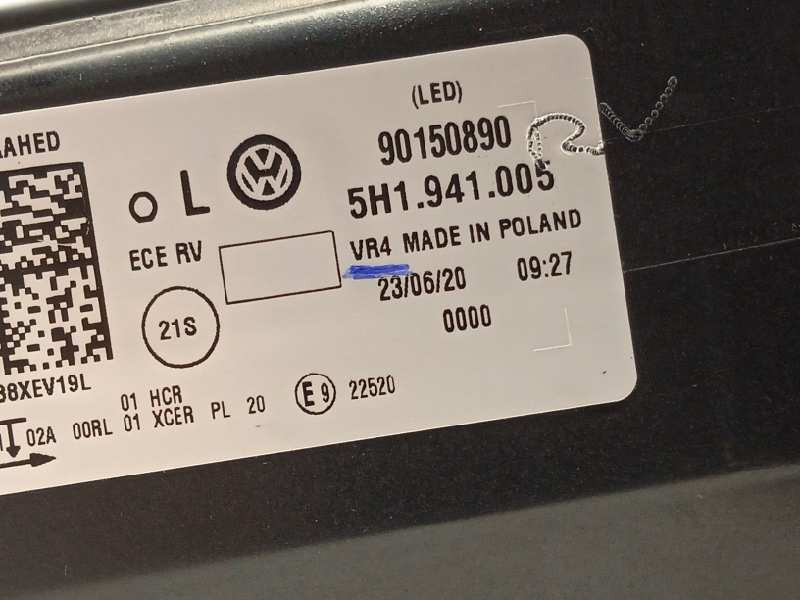 (LED)
90150890
AHED
5H1.941.005
O L
ECE RV
VR4 MADE IN POLAND
23/06/20 09:27
21S
0000
38XEV19L
01 HCR
02A 00RL 01 XCER PL 20
E9 22520